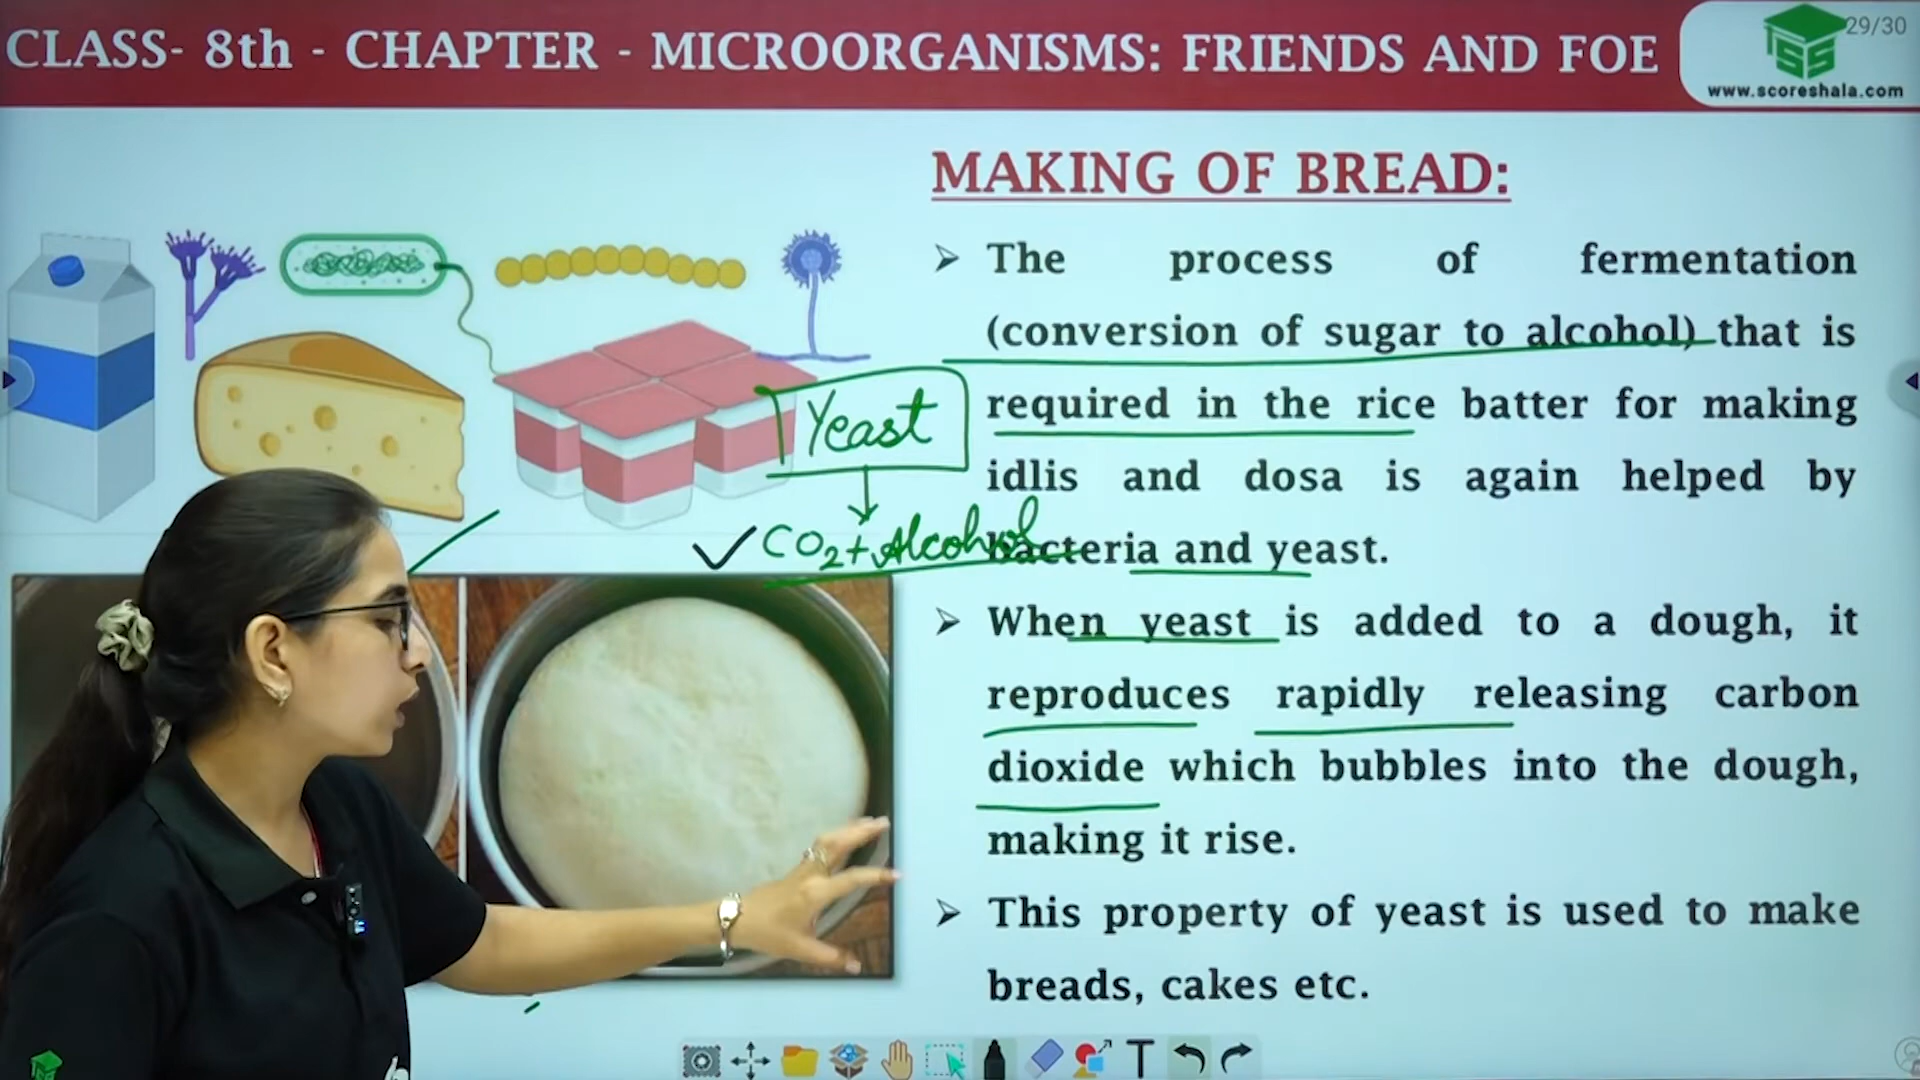 CLASS- 8th - CHAPTER - MICROORGANISMS: FRIENDS AND FOE
29/30
www.scoreshala.com
MAKING OF BREAD:
➢ The process of fermentation
(conversion of sugar to alcohol) that is
required in the rice batter for making
idlis and dosa is again helped by
bacteria and yeast.
➢ When yeast is added to a dough, it
reproduces rapidly releasing carbon
dioxide which bubbles into the dough,
making it rise.
➢ This property of yeast is used to make
breads, cakes etc.
Yeast
CO₂ + Alcohol
T